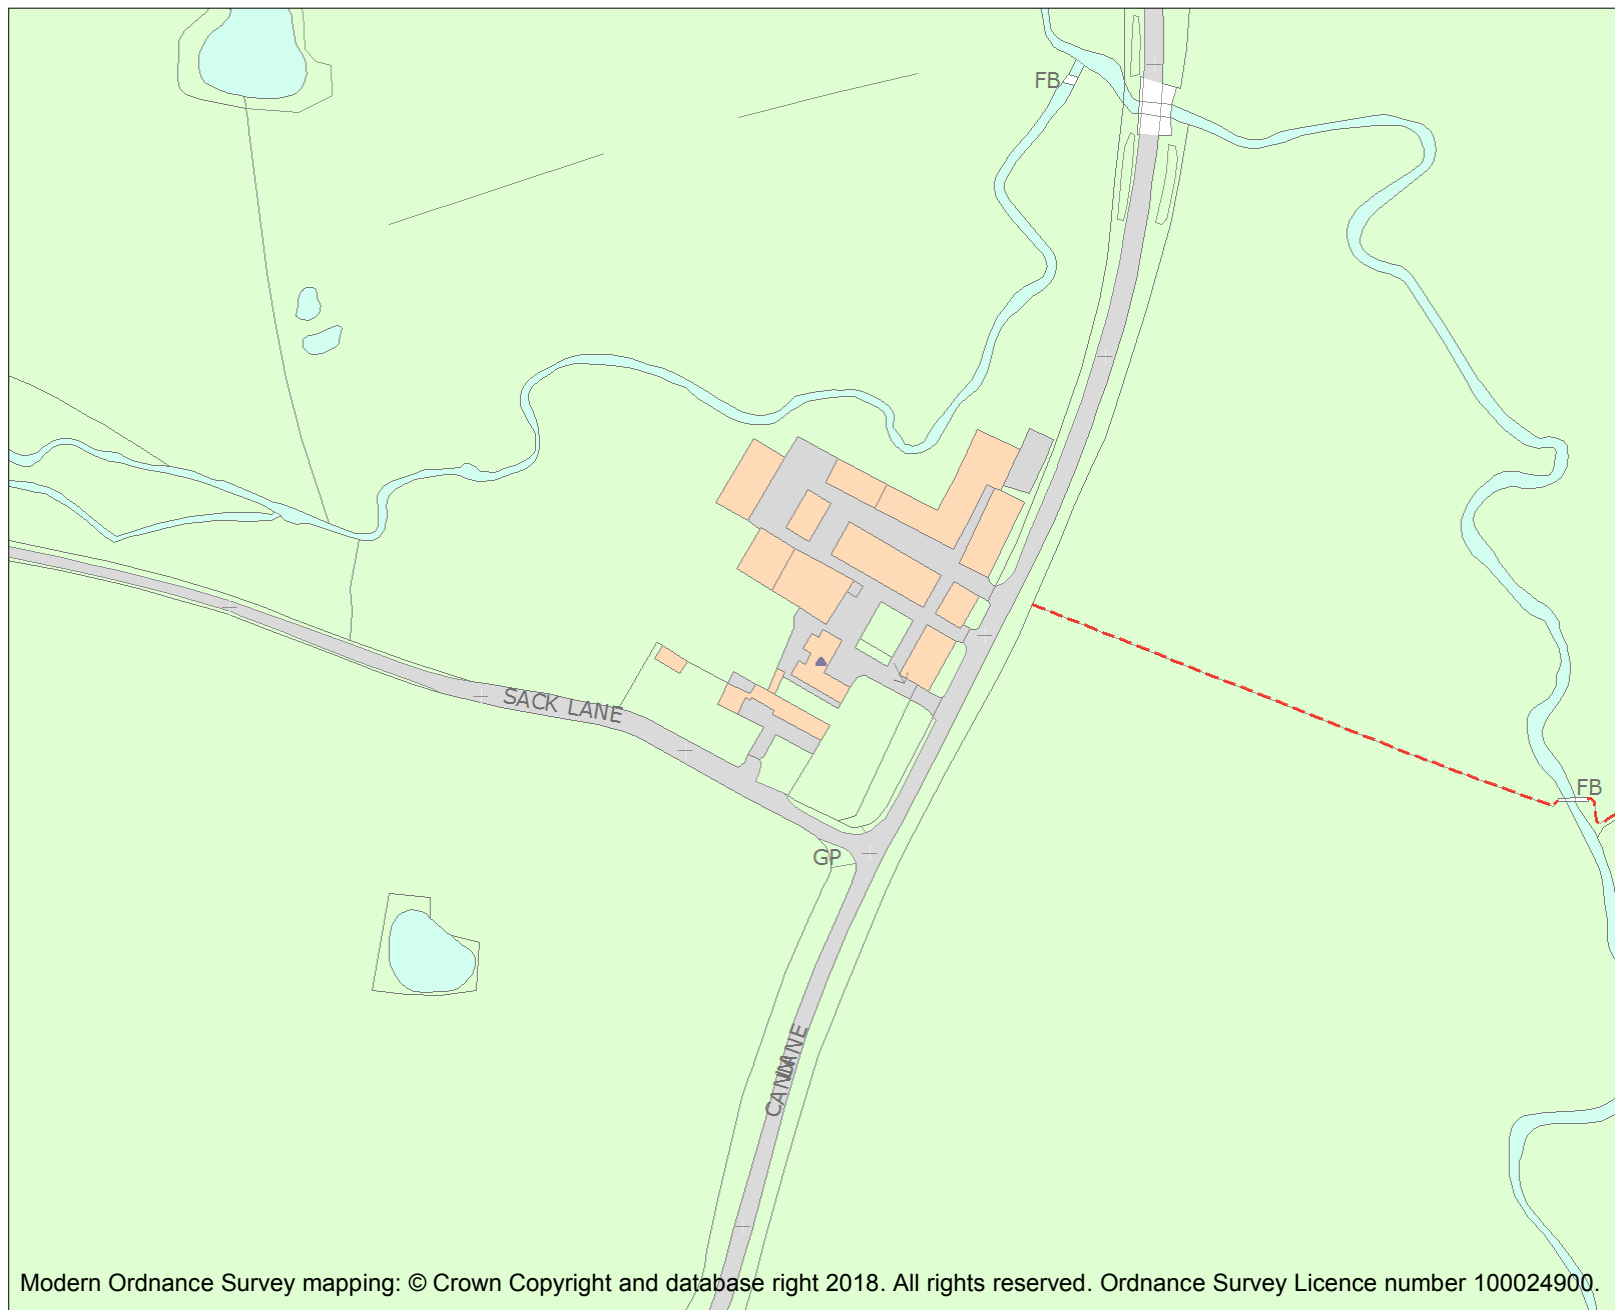 FB
SACK LANE
FB
GP
LANE
Modern Ordnance Survey mapping: © Crown Copyright and database right 2018. All rights reserved. Ordnance Survey Licence number 100024900.